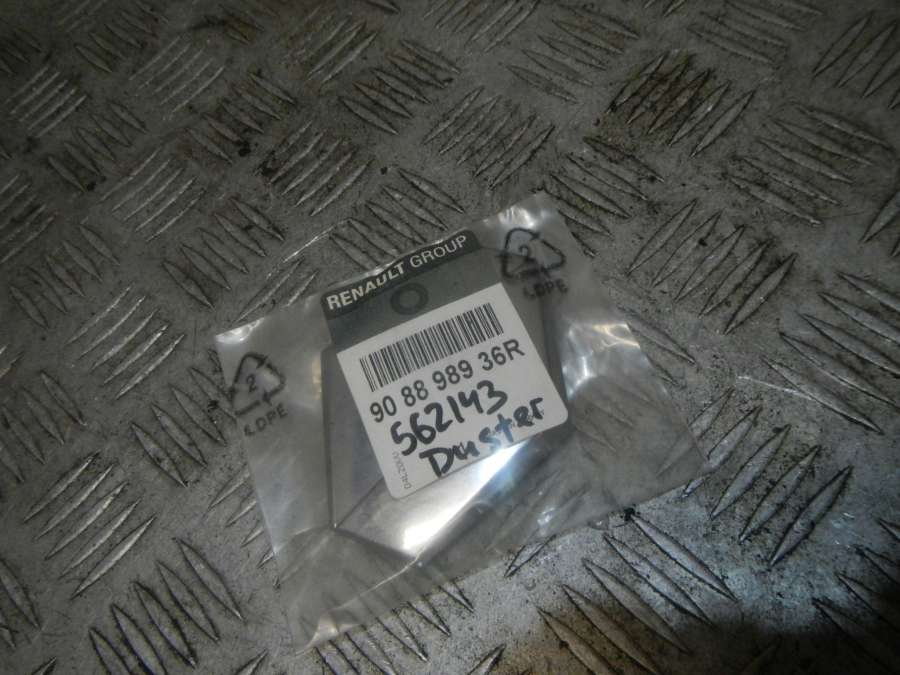 RENAULT GROUP
2
LDPE
90 88 989 36R
562143
Duster
2
LDPE